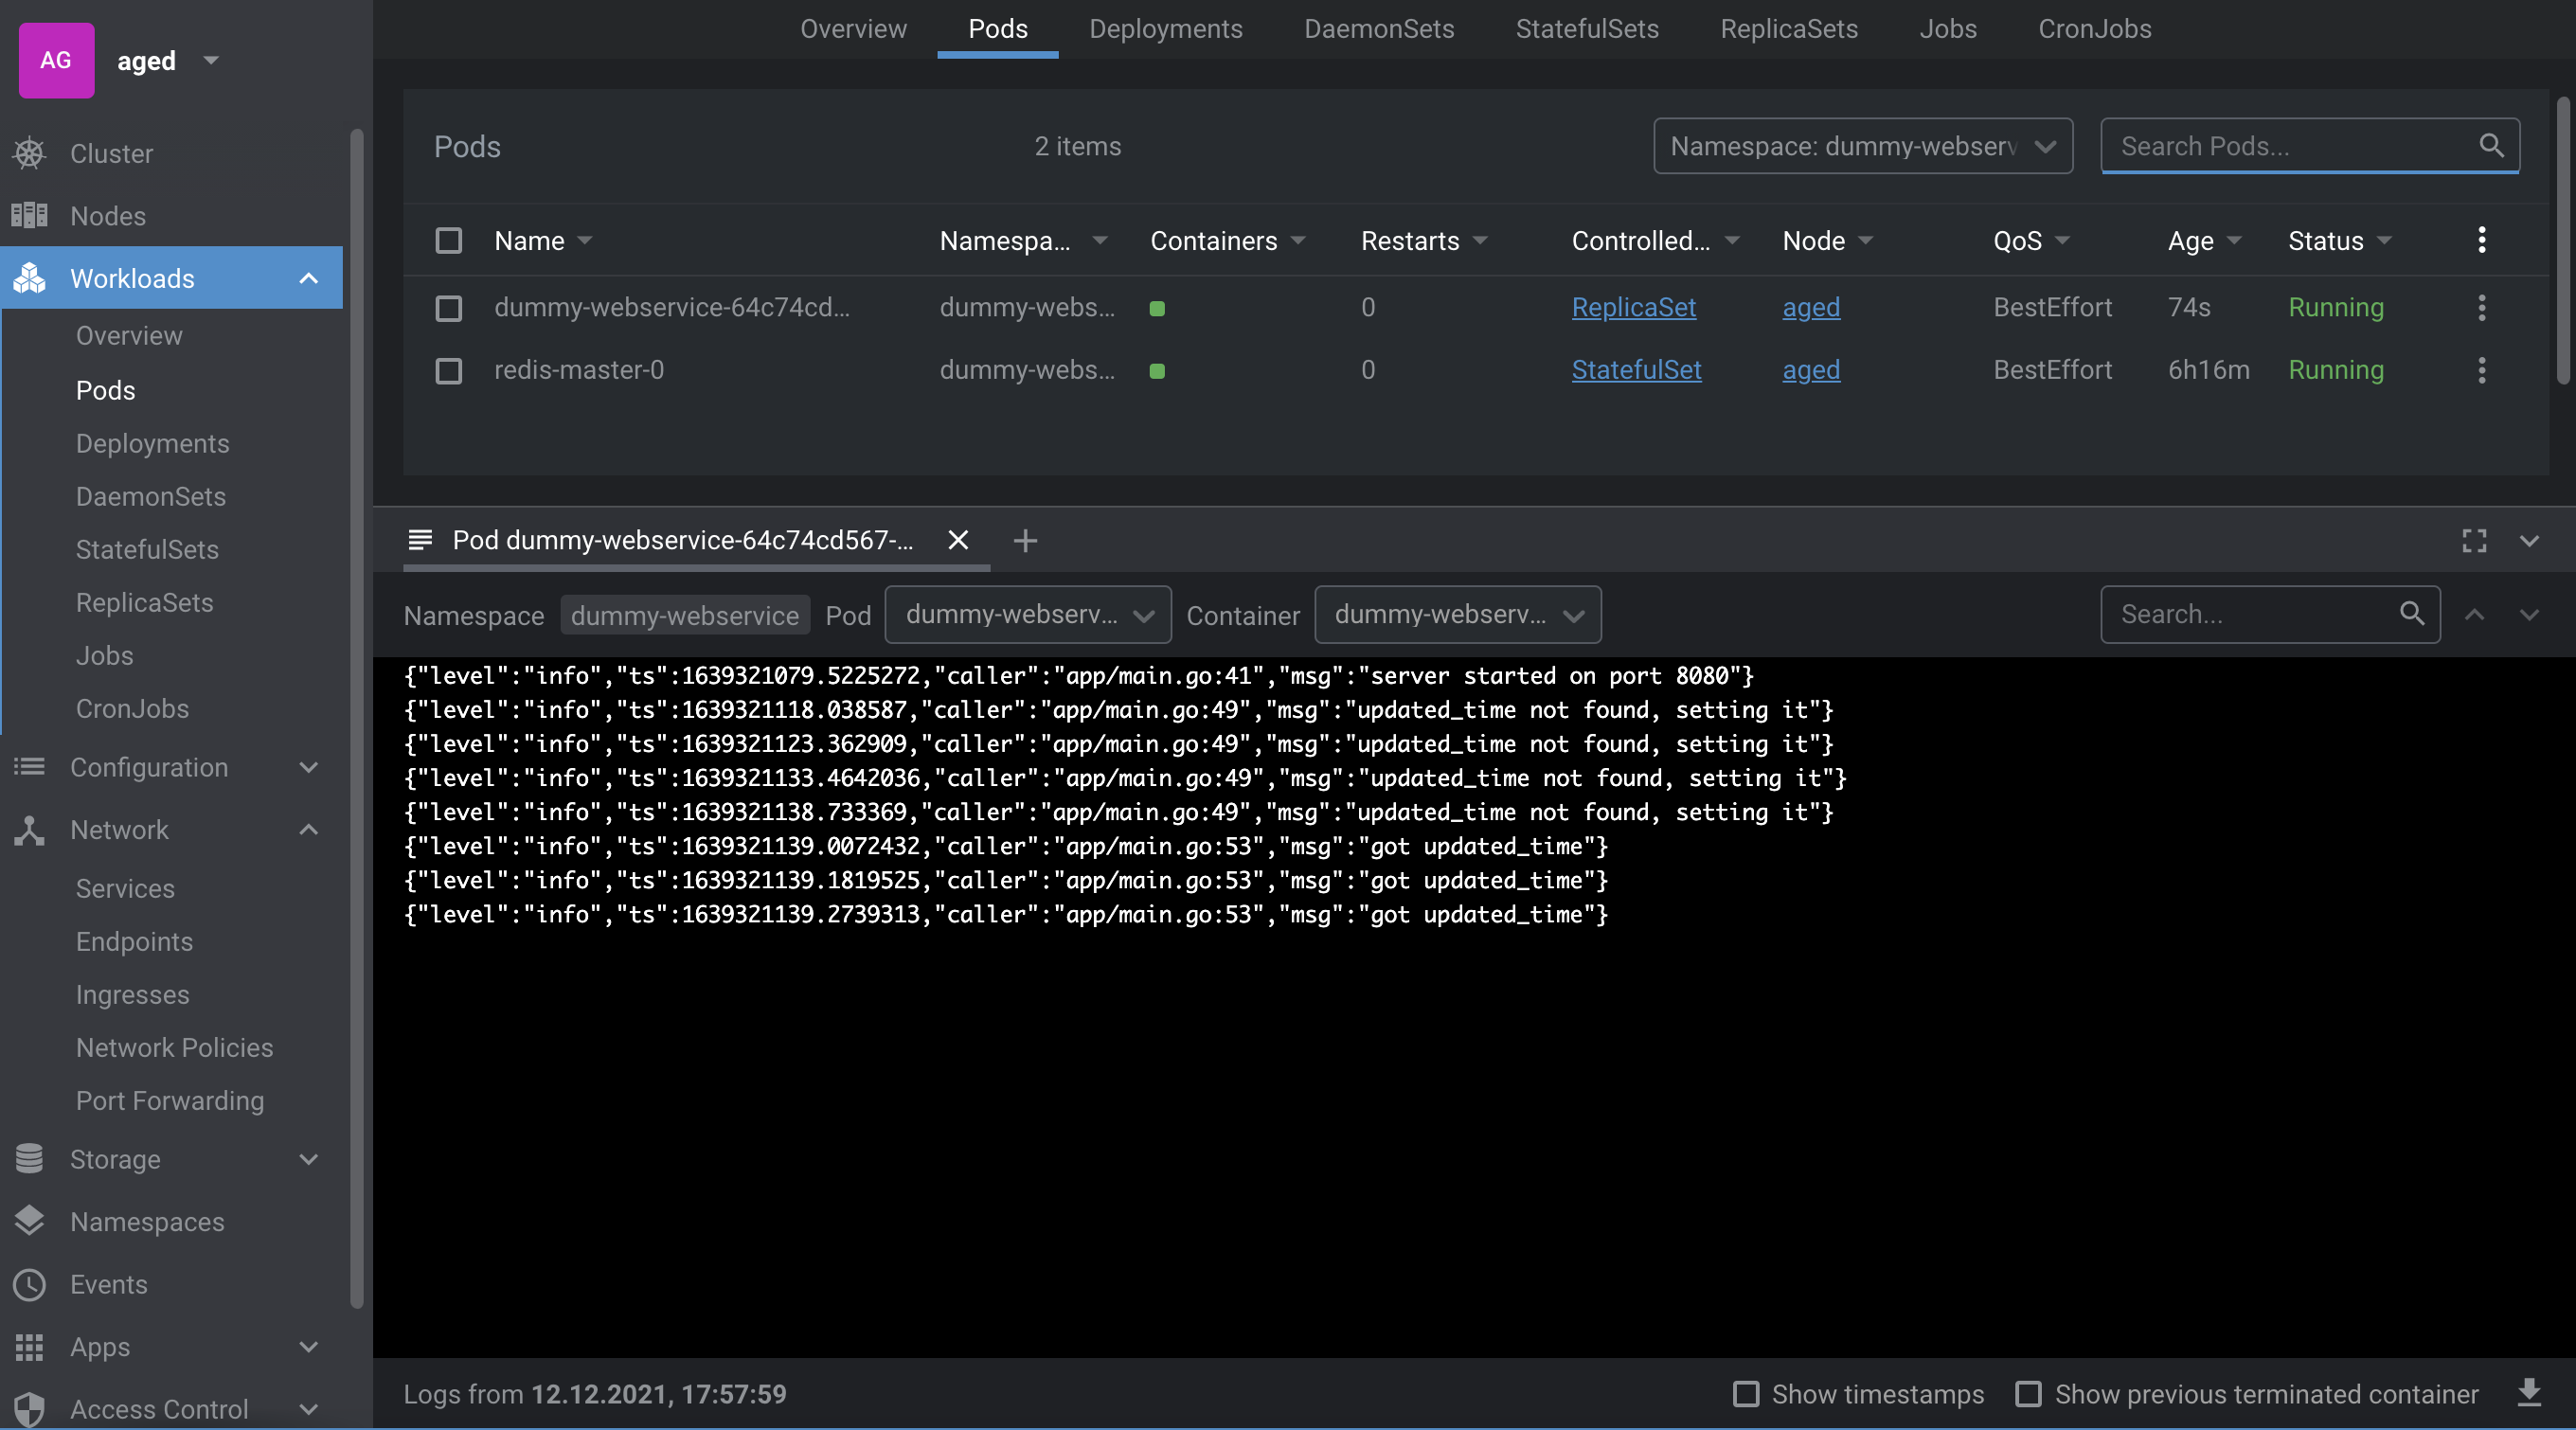 AG aged
Cluster
Nodes
Workloads
Overview
Pods
Deployments
DaemonSets
StatefulSets
ReplicaSets
Jobs
CronJobs
Configuration
Network
Services
Endpoints
Ingresses
Network Policies
Port Forwarding
Storage
Namespaces
Events
Apps
Access Control
Overview Pods Deployments DaemonSets StatefulSets ReplicaSets Jobs CronJobs
Pods 2 items Namespace: dummy-webserv Search Pods...
Name Namespa... Containers Restarts Controlled... Node QoS Age Status
dummy-webservice-64c74cd... dummy-webs... 0 ReplicaSet aged BestEffort 74s Running
redis-master-0 dummy-webs... 0 StatefulSet aged BestEffort 6h16m Running
Pod dummy-webservice-64c74cd567-...
Namespace dummy-webservice Pod dummy-webserv... Container dummy-webserv... Search...
{"level":"info","ts":1639321079.5225272,"caller":"app/main.go:41","msg":"server started on port 8080"}
{"level":"info","ts":1639321118.038587,"caller":"app/main.go:49","msg":"updated_time not found, setting it"}
{"level":"info","ts":1639321123.362909,"caller":"app/main.go:49","msg":"updated_time not found, setting it"}
{"level":"info","ts":1639321133.4642036,"caller":"app/main.go:49","msg":"updated_time not found, setting it"}
{"level":"info","ts":1639321138.733369,"caller":"app/main.go:49","msg":"updated_time not found, setting it"}
{"level":"info","ts":1639321139.0072432,"caller":"app/main.go:53","msg":"got updated_time"}
{"level":"info","ts":1639321139.1819525,"caller":"app/main.go:53","msg":"got updated_time"}
{"level":"info","ts":1639321139.2739313,"caller":"app/main.go:53","msg":"got updated_time"}
Logs from 12.12.2021, 17:57:59 Show timestamps Show previous terminated container